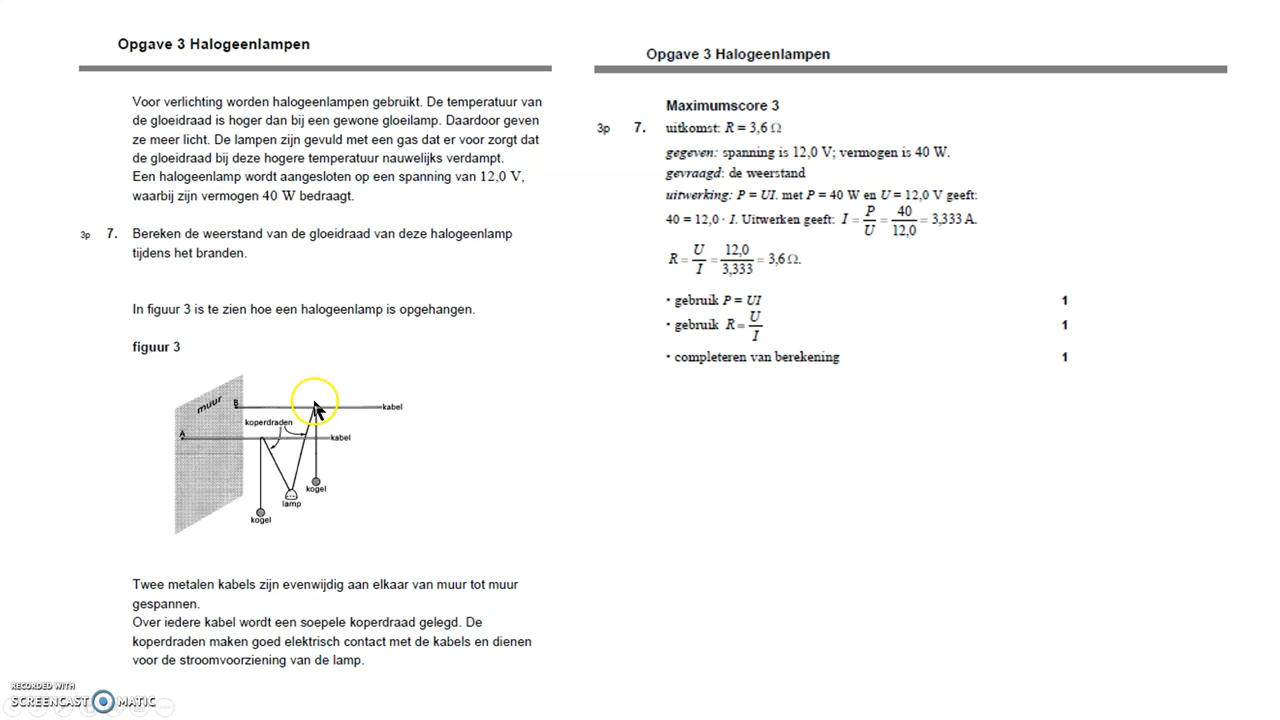 Opgave 3 Halogeenlampen
Voor verlichting worden halogeenlampen gebruikt. De temperatuur van
de gloeidraad is hoger dan bij een gewone gloeilamp. Daardoor geven
ze meer licht. De lampen zijn gevuld met een gas dat er voor zorgt dat
de gloeidraad bij deze hogere temperatuur nauwelijks verdampt.
Een halogeenlamp wordt aangesloten op een spanning van 12,0 V,
waarbij zijn vermogen 40 W bedraagt.
3p 7. Bereken de weerstand van de gloeidraad van deze halogeenlamp
tijdens het branden.
In figuur 3 is te zien hoe een halogeenlamp is opgehangen.
figuur 3
muur
B
kabel
koperdraden
A
kabel
kogel
lamp
kogel
Twee metalen kabels zijn evenwijdig aan elkaar van muur tot muur
gespannen.
Over iedere kabel wordt een soepele koperdraad gelegd. De
koperdraden maken goed elektrisch contact met de kabels en dienen
voor de stroomvoorziening van de lamp.
RECORDED WITH
SCREENCAST MATIC
Opgave 3 Halogeenlampen
Maximumscore 3
3p 7. uitkomst: R = 3,6 Ω
gegeven: spanning is 12,0 V; vermogen is 40 W.
gevraagd: de weerstand
uitwerking: P = UI. met P = 40 W en U = 12,0 V geeft:
40 = 12,0 · I. Uitwerken geeft: I = P/U = 40/12,0 = 3,333 A.
R = U/I = 12,0/3,333 = 3,6 Ω.
• gebruik P = UI 1
• gebruik R = U/I 1
• completeren van berekening 1